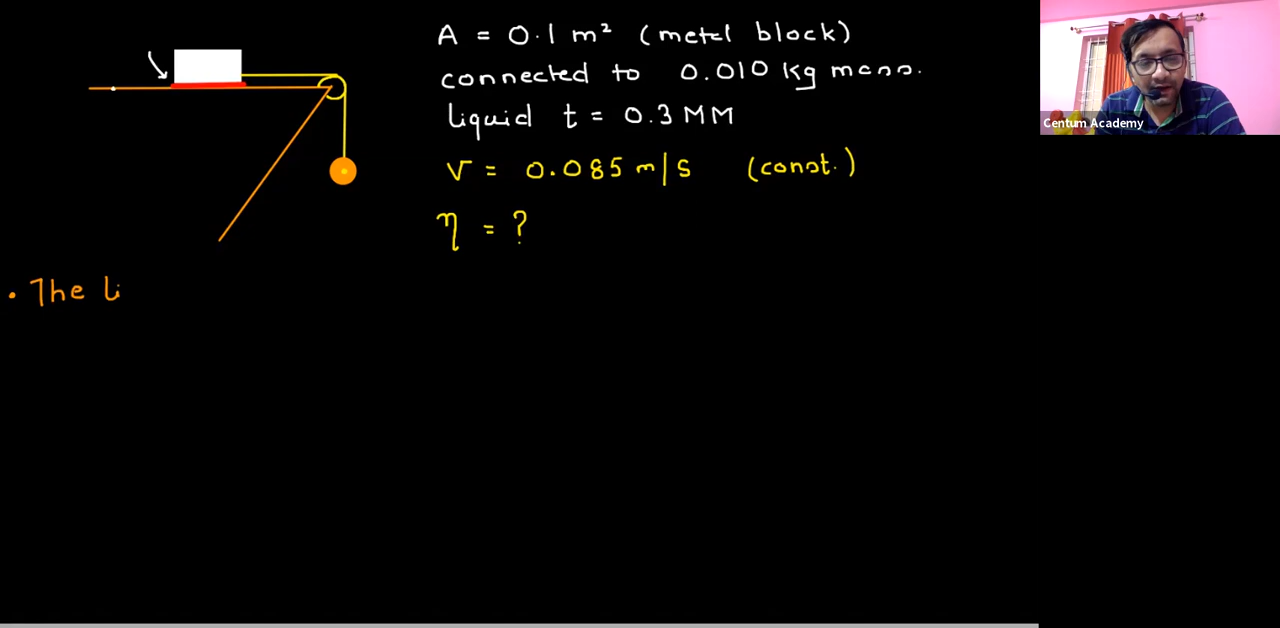 A = 0.1 m² (metal block)
connected to 0.010 kg mass.
liquid t = 0.3 MM
v = 0.085 m/s (const.)
η = ?
• The Li
Centum Academy